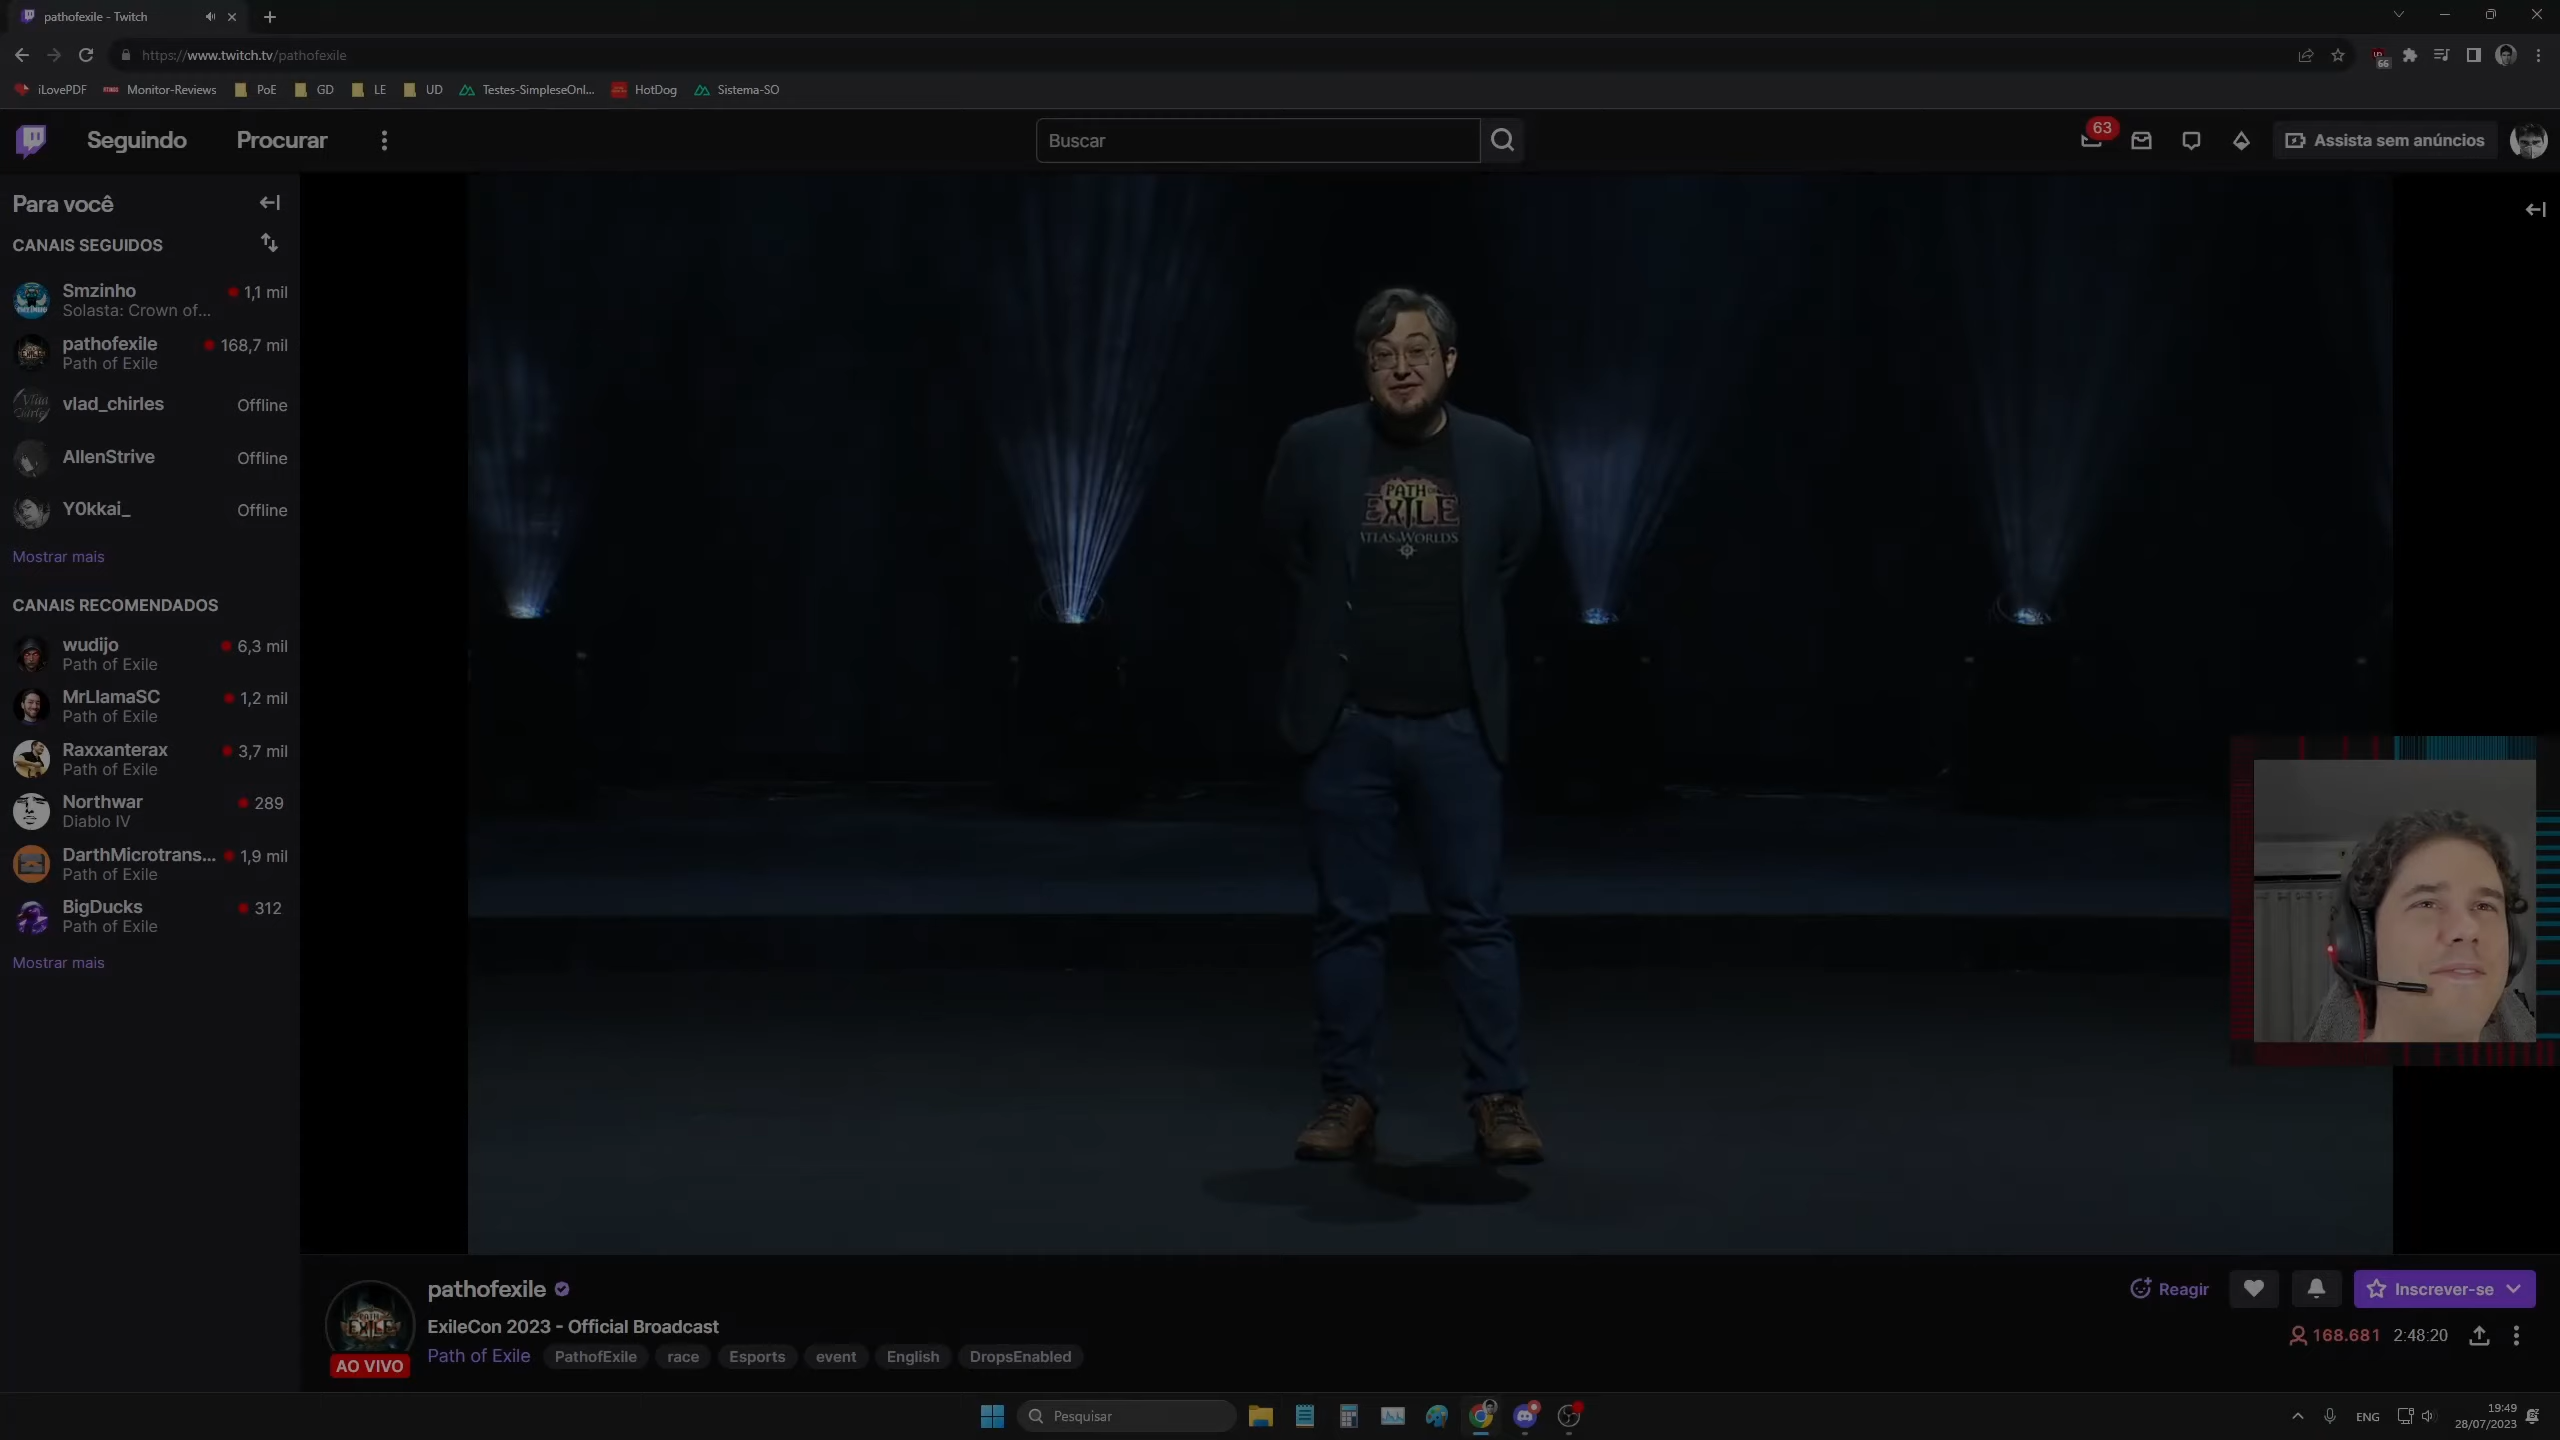 pathofexile - Twitch
https://www.twitch.tv/pathofexile
66
iLovePDF
Monitor-Reviews
PoE
GD
LE
UD
Testes-SimpleseOnl...
HotDog
Sistema-SO
Seguindo
Procurar
Buscar
63
Assista sem anúncios
Para você
CANAIS SEGUIDOS
Smzinho
1,1 mil
Solasta: Crown of...
pathofexile
168,7 mil
Path of Exile
vlad_chirles
Offline
AllenStrive
Offline
Y0kkai_
Offline
Mostrar mais
CANAIS RECOMENDADOS
wudijo
6,3 mil
Path of Exile
MrLlamaSC
1,2 mil
Path of Exile
Raxxanterax
3,7 mil
Path of Exile
Northwar
289
Diablo IV
DarthMicrotrans...
1,9 mil
Path of Exile
BigDucks
312
Path of Exile
Mostrar mais
PATH OF
EXILE
ATLAS of WORLDS
EXILE
AO VIVO
pathofexile
ExileCon 2023 - Official Broadcast
Path of Exile
PathofExile
race
Esports
event
English
DropsEnabled
Reagir
Inscrever-se
168.681
2:48:20
Pesquisar
ENG
19:49
28/07/2023